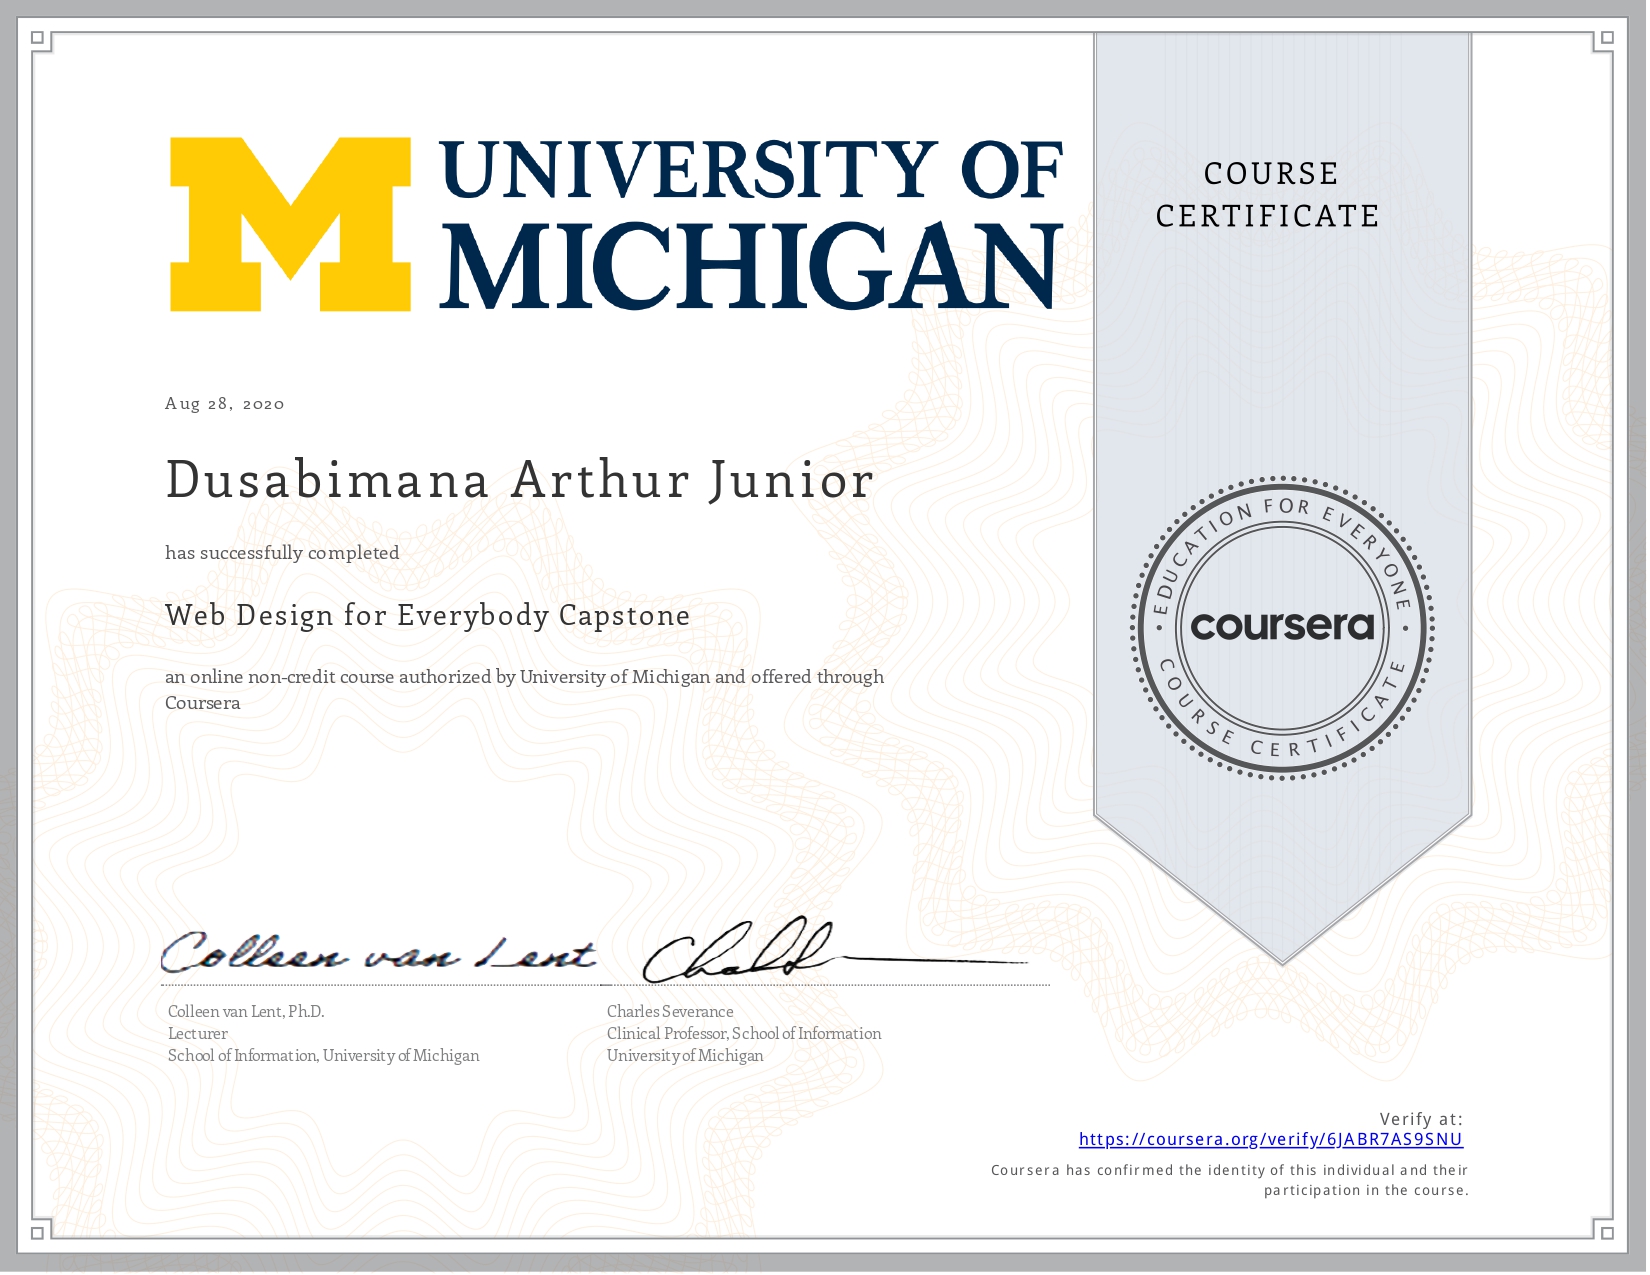 UNIVERSITY OF
MICHIGAN
COURSE
CERTIFICATE
Aug 28, 2020
Dusabimana Arthur Junior
has successfully completed
Web Design for Everybody Capstone
an online non-credit course authorized by University of Michigan and offered through
Coursera
EDUCATION FOR EVERYONE
coursera
COURSE CERTIFICATE
Colleen van Lent
Colleen van Lent, Ph.D.
Lecturer
School of Information, University of Michigan
Charles Severance
Clinical Professor, School of Information
University of Michigan
Verify at:
https://coursera.org/verify/6JABR7AS9SNU
Coursera has confirmed the identity of this individual and their
participation in the course.